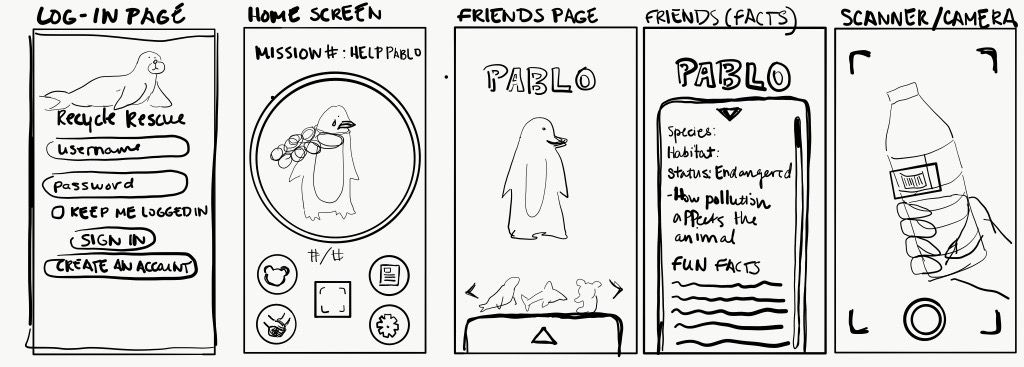 LOG-IN PAGE
Recycle Rescue
username
password
KEEP ME LOGGED IN
SIGN IN
CREATE AN ACCOUNT
HOME SCREEN
MISSION #: HELP PABLO
#/#
FRIENDS PAGE
PABLO
FRIENDS (FACTS)
PABLO
Species:
Habitat:
Status: Endangered
-How pollution
affects the
animal
FUN FACTS
SCANNER/CAMERA